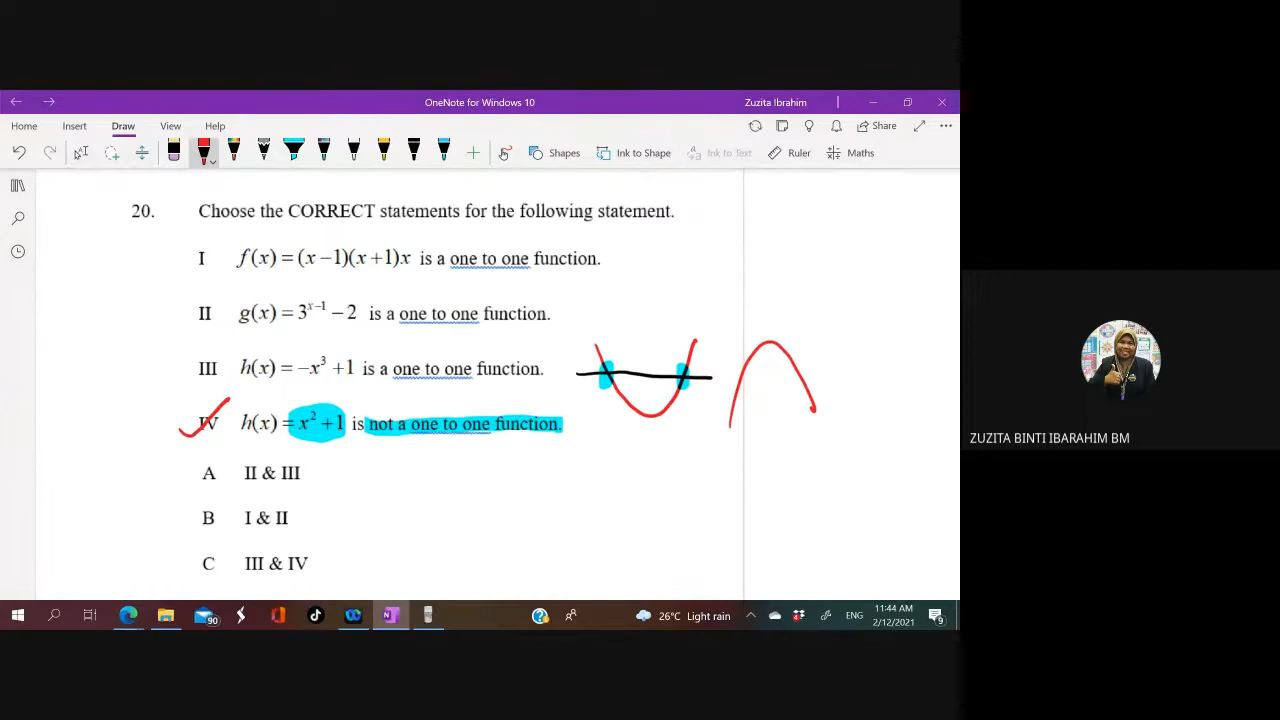 OneNote for Windows 10
Zuzita Ibrahim
Home Insert Draw View Help
Share
Shapes Ink to Shape Ink to Text Ruler Maths
20. Choose the CORRECT statements for the following statement.
I f(x) = (x−1)(x+1)x is a one to one function.
II g(x) = 3^{x−1} − 2 is a one to one function.
III h(x) = −x³ + 1 is a one to one function.
IV h(x) = x² + 1 is not a one to one function.
A II & III
B I & II
C III & IV
ZUZITA BINTI IBARAHIM BM
90
26°C Light rain
ENG
11:44 AM
2/12/2021
9